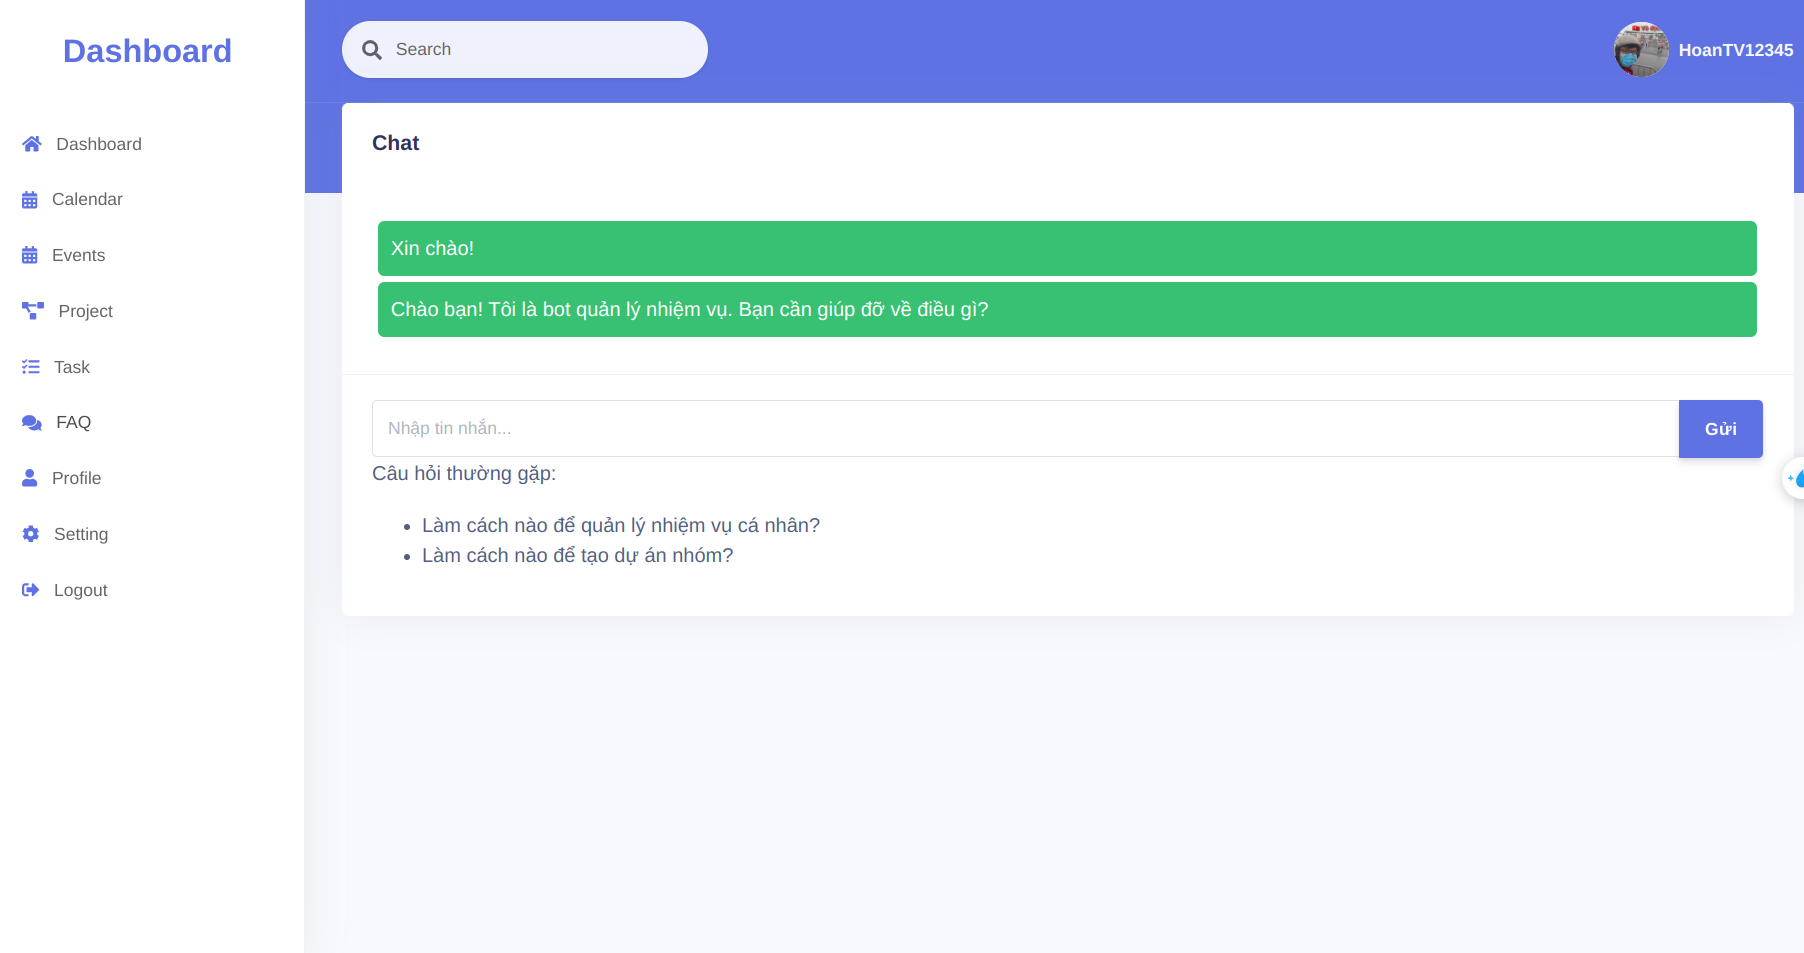 Dashboard
Dashboard
Calendar
Events
Project
Task
FAQ
Profile
Setting
Logout
Search
HoanTV12345
Chat
Xin chào!
Chào bạn! Tôi là bot quản lý nhiệm vụ. Bạn cần giúp đỡ về điều gì?
Nhập tin nhắn...
Gửi
Câu hỏi thường gặp:
Làm cách nào để quản lý nhiệm vụ cá nhân?
Làm cách nào để tạo dự án nhóm?